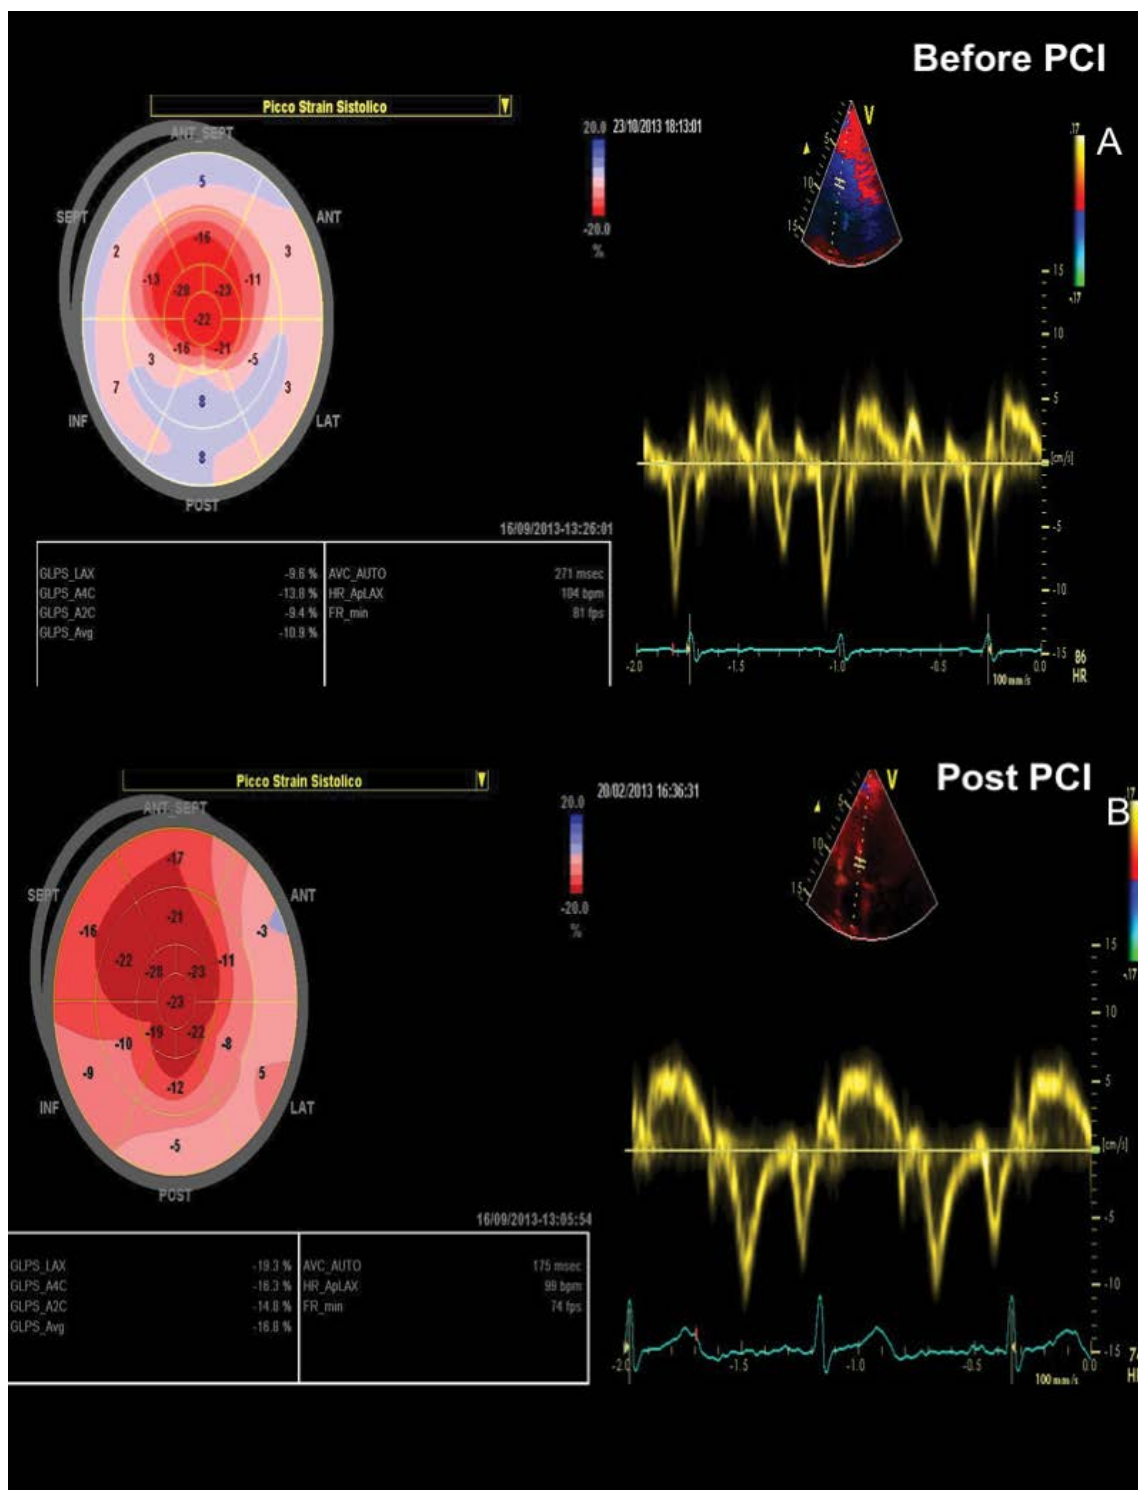 Before PCI
A
Picco Strain Sistolico
ANT_SEPT
SEPT
ANT
INF
LAT
POST
5
2
3
-16
-13
-11
-23
-22
-16
-21
3
-5
7
3
8
8
20.0
-20.0
%
23/10/2013 18:13:01
V
5
10
15
.17
-.17
15
10
5
[cm/s]
-5
-10
-15
-2.0
-1.5
-1.0
-0.5
0.0
100 mm/s
86
HR
16/09/2013-13:26:01
GLPS_LAX -9.6 % AVC_AUTO 271 msec
GLPS_A4C -13.8 % HR_ApLAX 104 bpm
GLPS_A2C -9.4 % FR_min 81 fps
GLPS_Avg -10.9 %
Post PCI
B
Picco Strain Sistolico
ANT_SEPT
SEPT
ANT
INF
LAT
POST
-17
-16
-3
-21
-22
-11
-23
-23
-19
-22
-10
-8
-9
5
-12
-5
20.0
-20.0
%
20/02/2013 16:36:31
V
5
10
15
.17
-.17
15
10
5
[cm/s]
-5
-10
-15
-2.0
-1.5
-1.0
-0.5
0.0
100 mm/s
16/09/2013-13:05:54
GLPS_LAX -19.3 % AVC_AUTO 175 msec
GLPS_A4C -16.3 % HR_ApLAX 99 bpm
GLPS_A2C -14.8 % FR_min 74 fps
GLPS_Avg -16.8 %